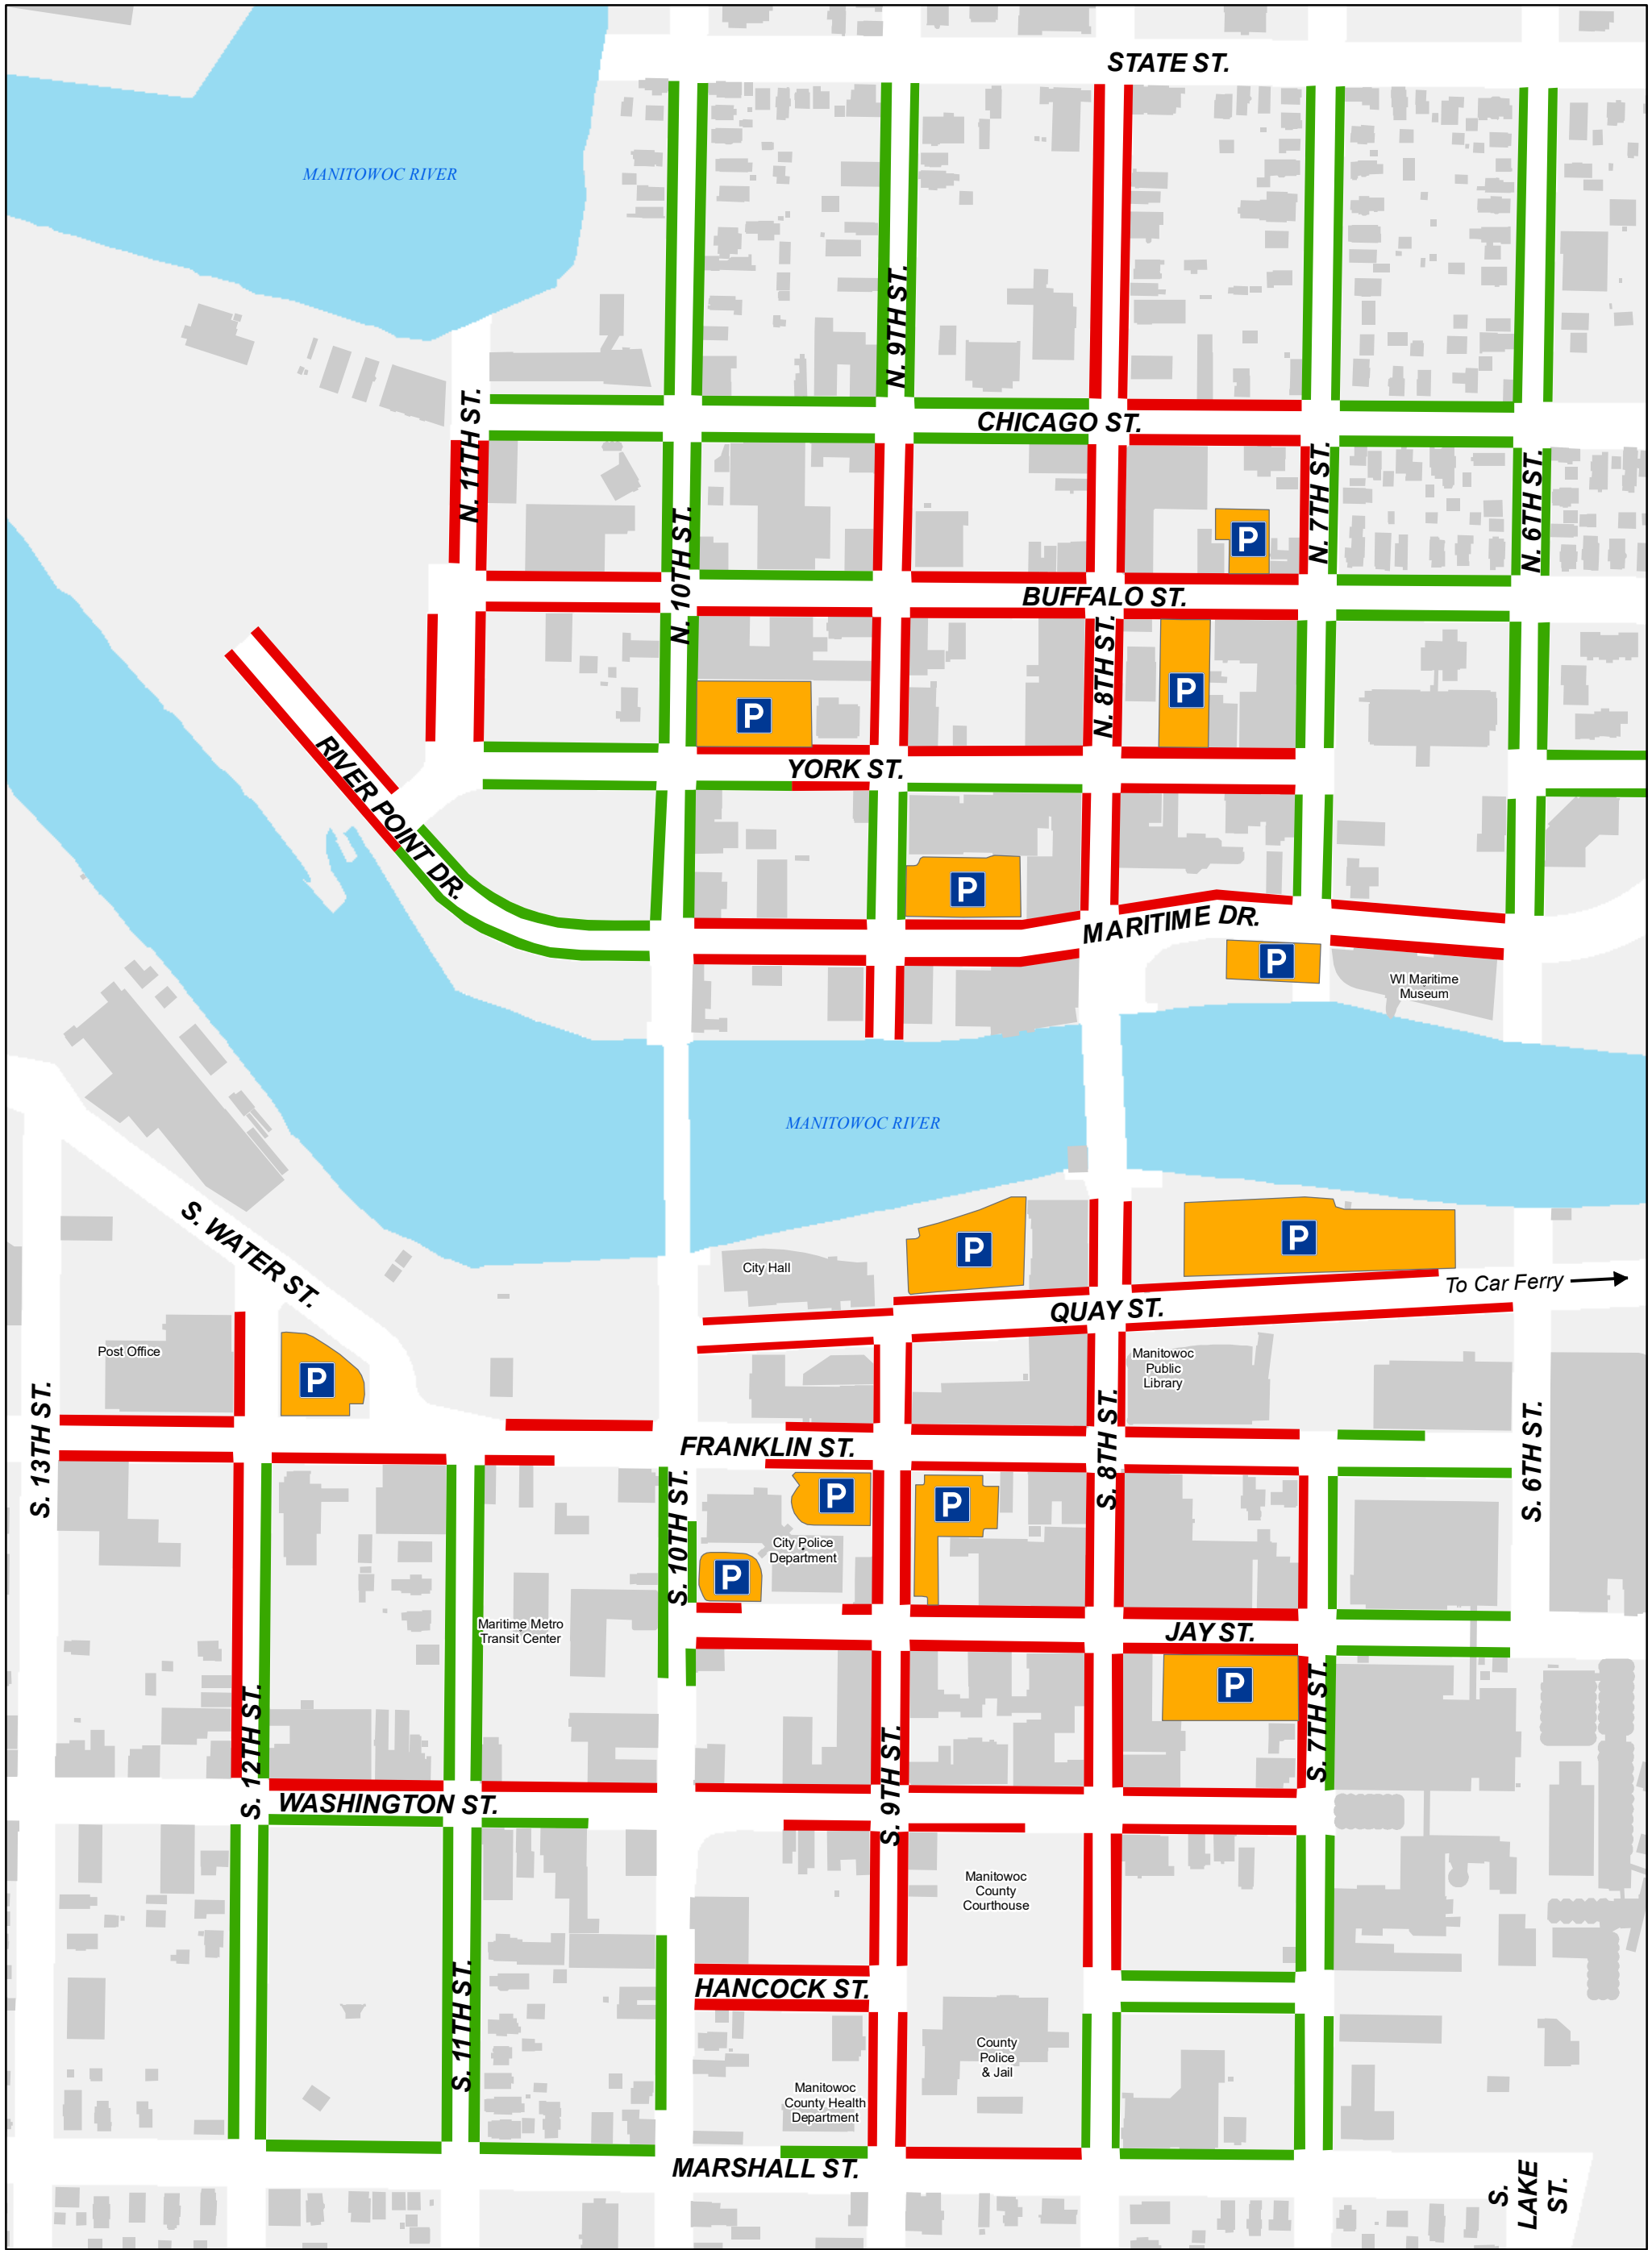 STATE ST.
MANITOWOC RIVER
N. 9TH ST.
CHICAGO ST.
N. 11TH ST.
N. 7TH ST.
N. 6TH ST.
N. 10TH ST.
P
BUFFALO ST.
N. 8TH ST.
P
P
YORK ST.
RIVER POINT DR.
P
MARITIME DR.
P
WI Maritime
Museum
MANITOWOC RIVER
S. WATER ST.
P
P
City Hall
To Car Ferry
QUAY ST.
Post Office
P
Manitowoc
Public
Library
S. 13TH ST.
S. 8TH ST.
S. 6TH ST.
FRANKLIN ST.
P
P
S. 10TH ST.
City Police
Department
P
Maritime Metro
Transit Center
JAY ST.
P
S. 7TH ST.
S. 12TH ST.
S. 9TH ST.
WASHINGTON ST.
Manitowoc
County
Courthouse
S. 11TH ST.
HANCOCK ST.
County
Police
& Jail
Manitowoc
County Health
Department
MARSHALL ST.
S.
LAKE
ST.